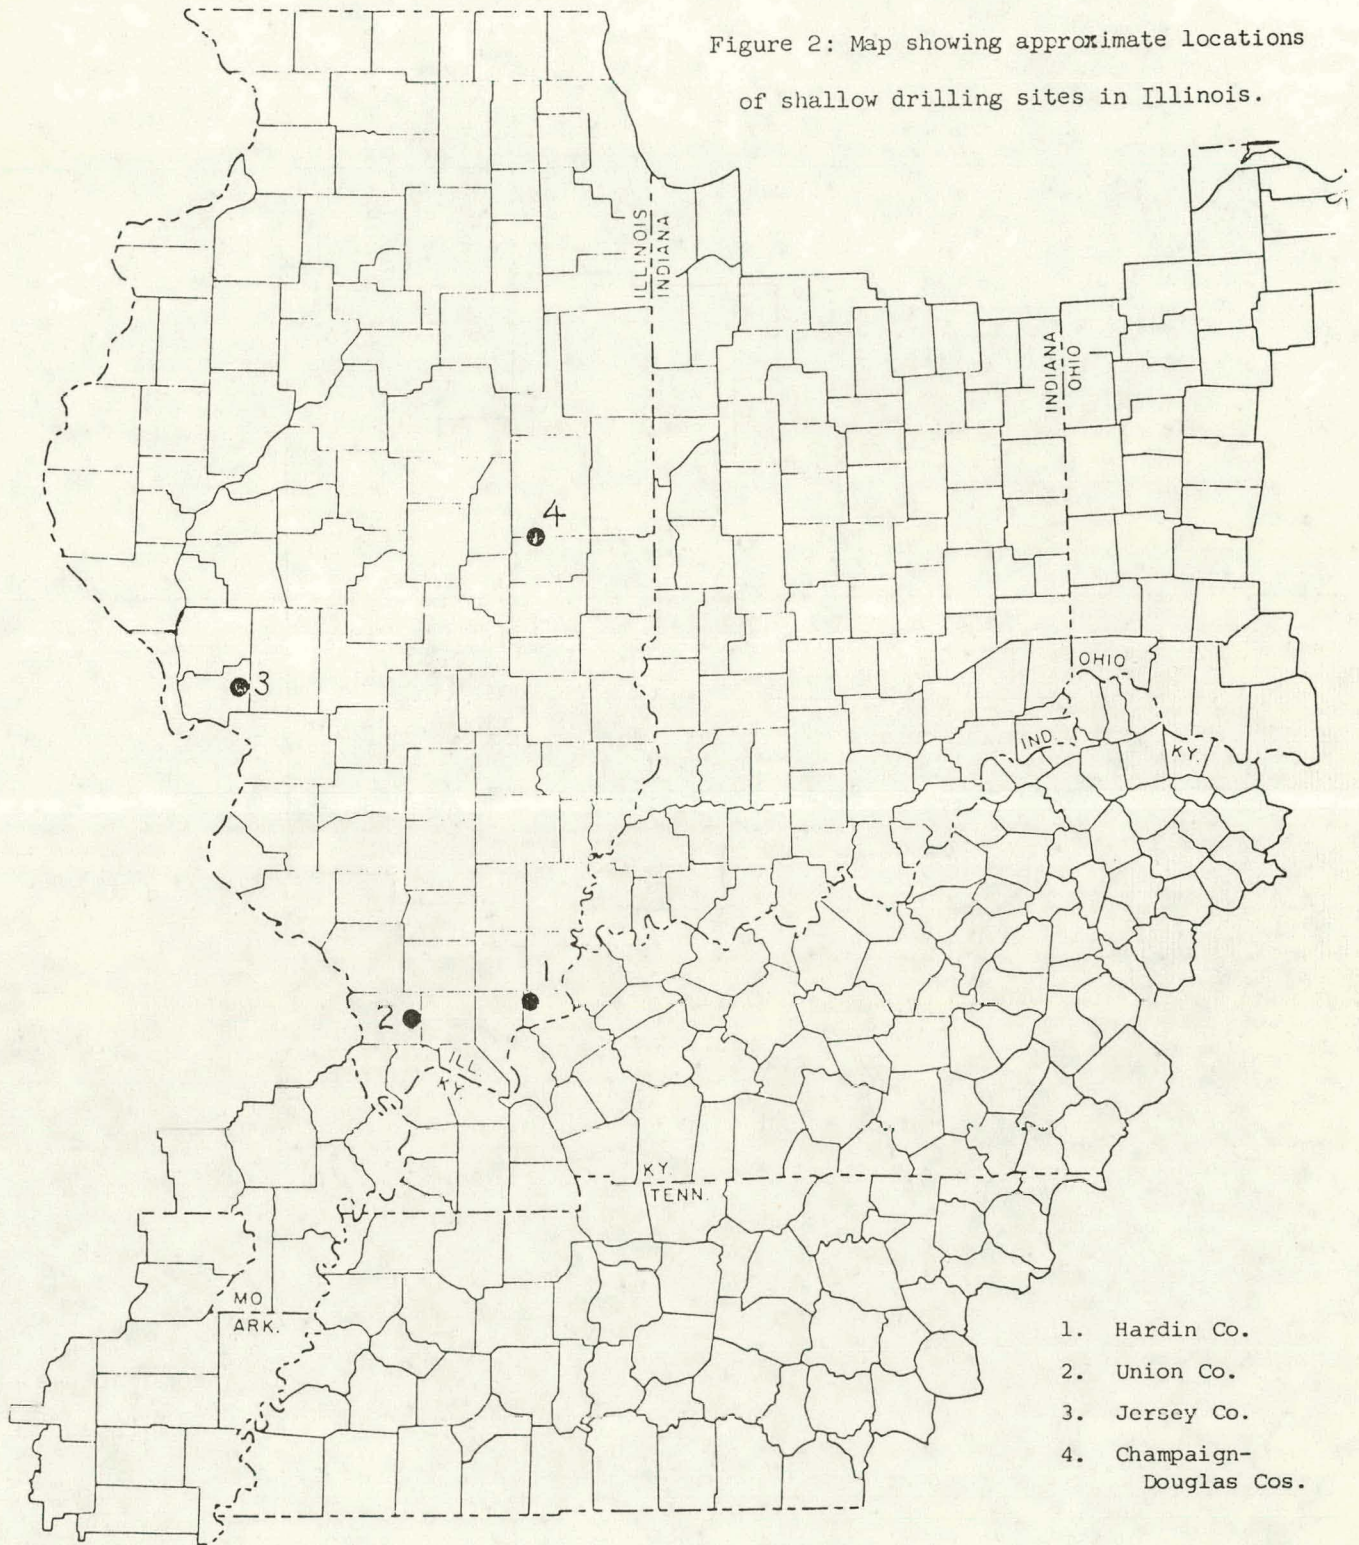 Figure 2: Map showing approximate locations
of shallow drilling sites in Illinois.
ILLINOIS
INDIANA
INDIANA
OHIO
4
3
OHIO
IND.
KY.
1
2
ILL.
KY.
KY.
TENN.
MO
ARK.
1. Hardin Co.
2. Union Co.
3. Jersey Co.
4. Champaign-
Douglas Cos.